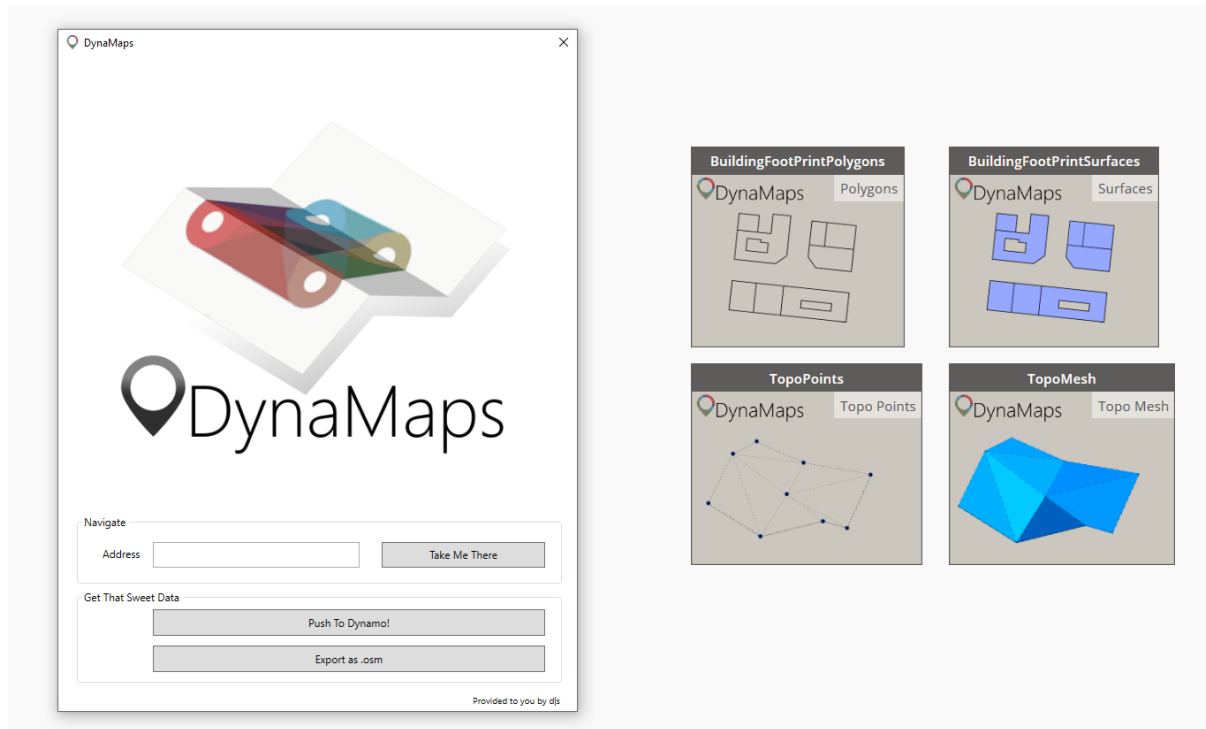 DynaMaps
DynaMaps
Navigate
Address
Take Me There
Get That Sweet Data
Push To Dynamo!
Export as .osm
Provided to you by d|s
BuildingFootPrintPolygons
DynaMaps
Polygons
BuildingFootPrintSurfaces
DynaMaps
Surfaces
TopoPoints
DynaMaps
Topo Points
TopoMesh
DynaMaps
Topo Mesh